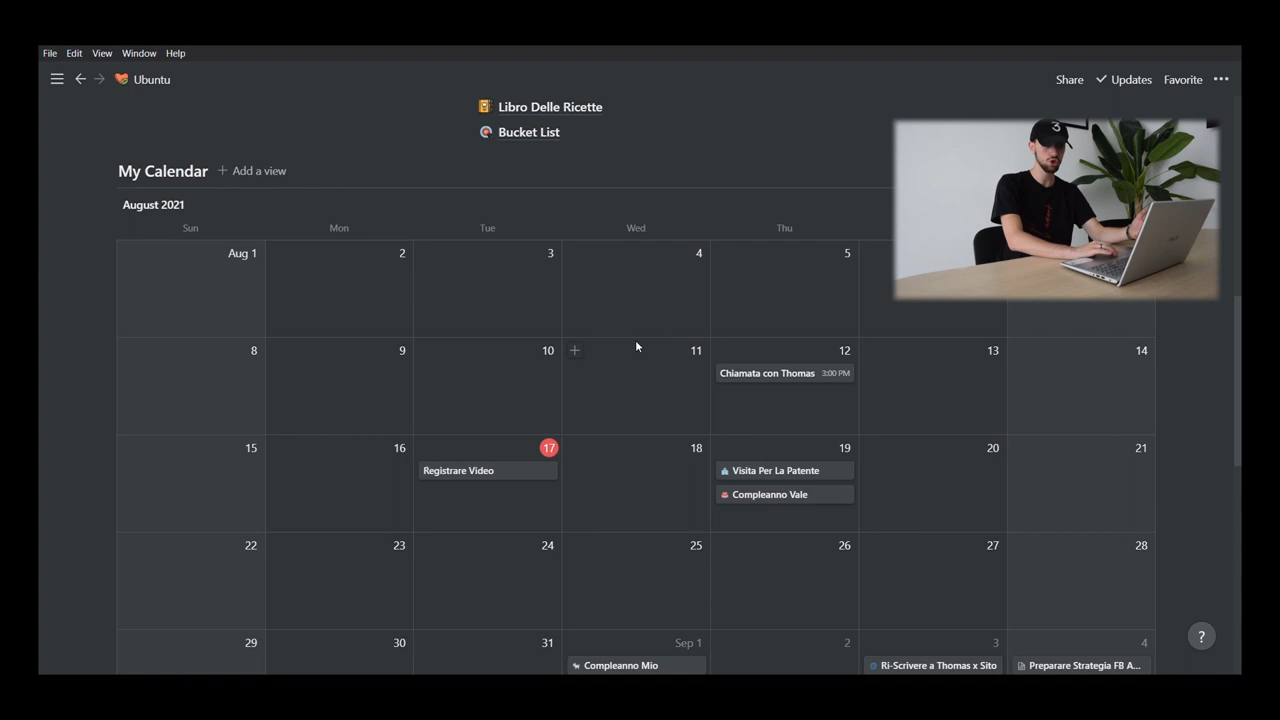 File Edit View Window Help
Ubuntu Share Updates Favorite
Libro Delle Ricette
Bucket List
My Calendar + Add a view
August 2021
Sun Mon Tue Wed Thu
Aug 1 2 3 4 5
8 9 10 11 12 13 14
Chiamata con Thomas 3:00 PM
15 16 17 18 19 20 21
Registrare Video Visita Per La Patente
Compleanno Vale
22 23 24 25 26 27 28
29 30 31 Sep 1 2 3 4
Compleanno Mio Ri-Scrivere a Thomas x Sito Preparare Strategia FB A...
?
3